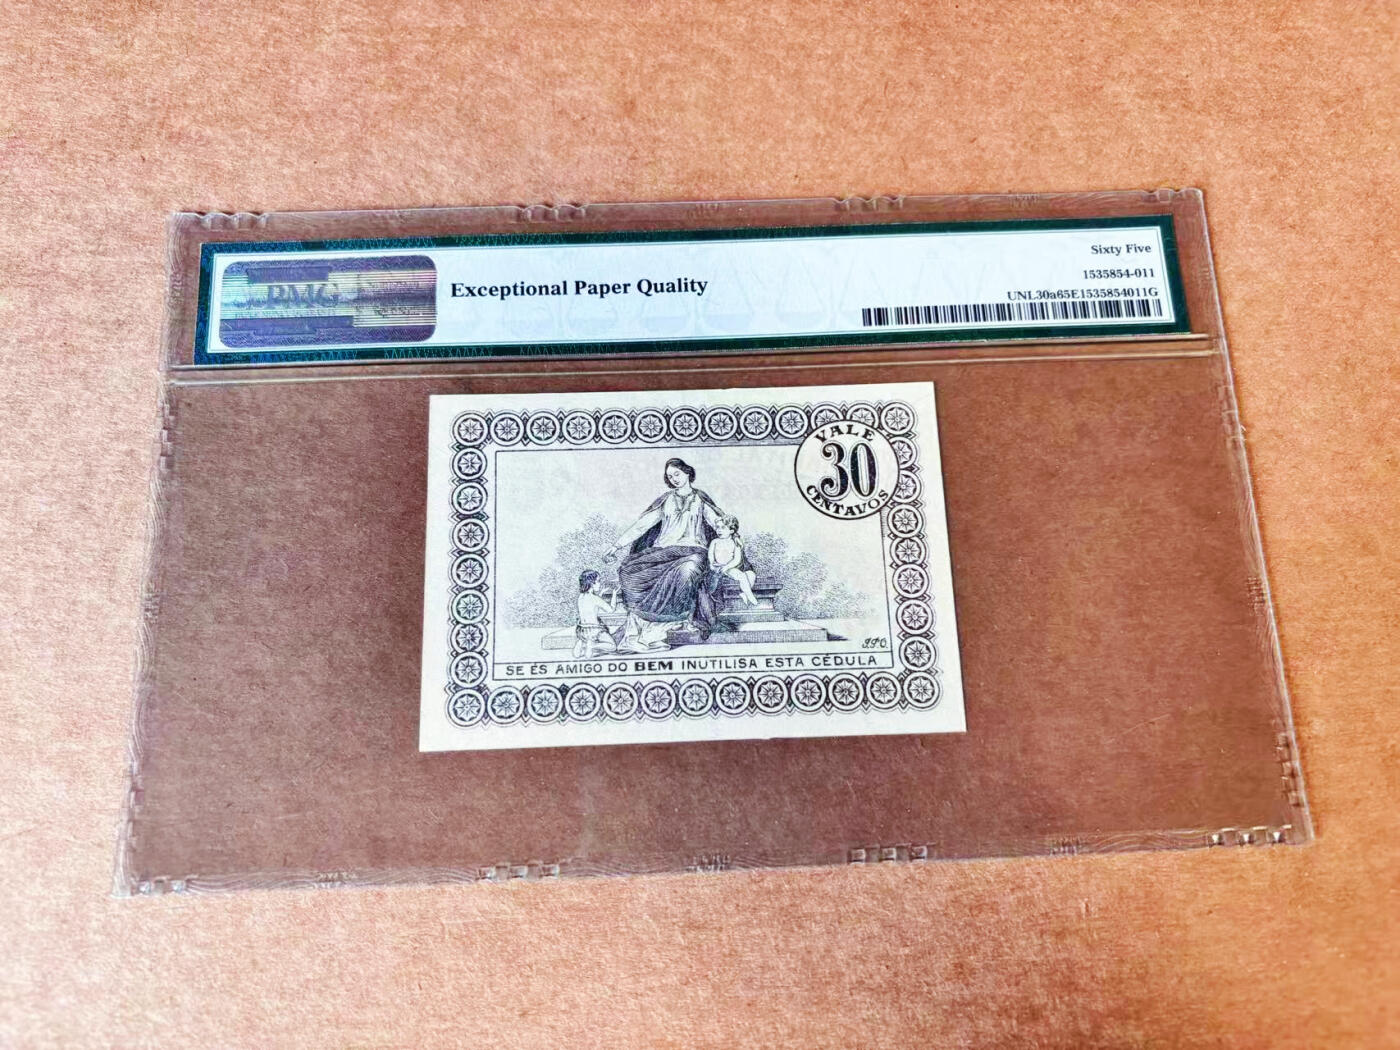 PMG
Exceptional Paper Quality
Sixty Five
1535854-011
UNL30a65E1535854011G
VALE
30
CENTAVOS
J.P.O.
SE ÉS AMIGO DO BEM INUTILISA ESTA CÉDULA